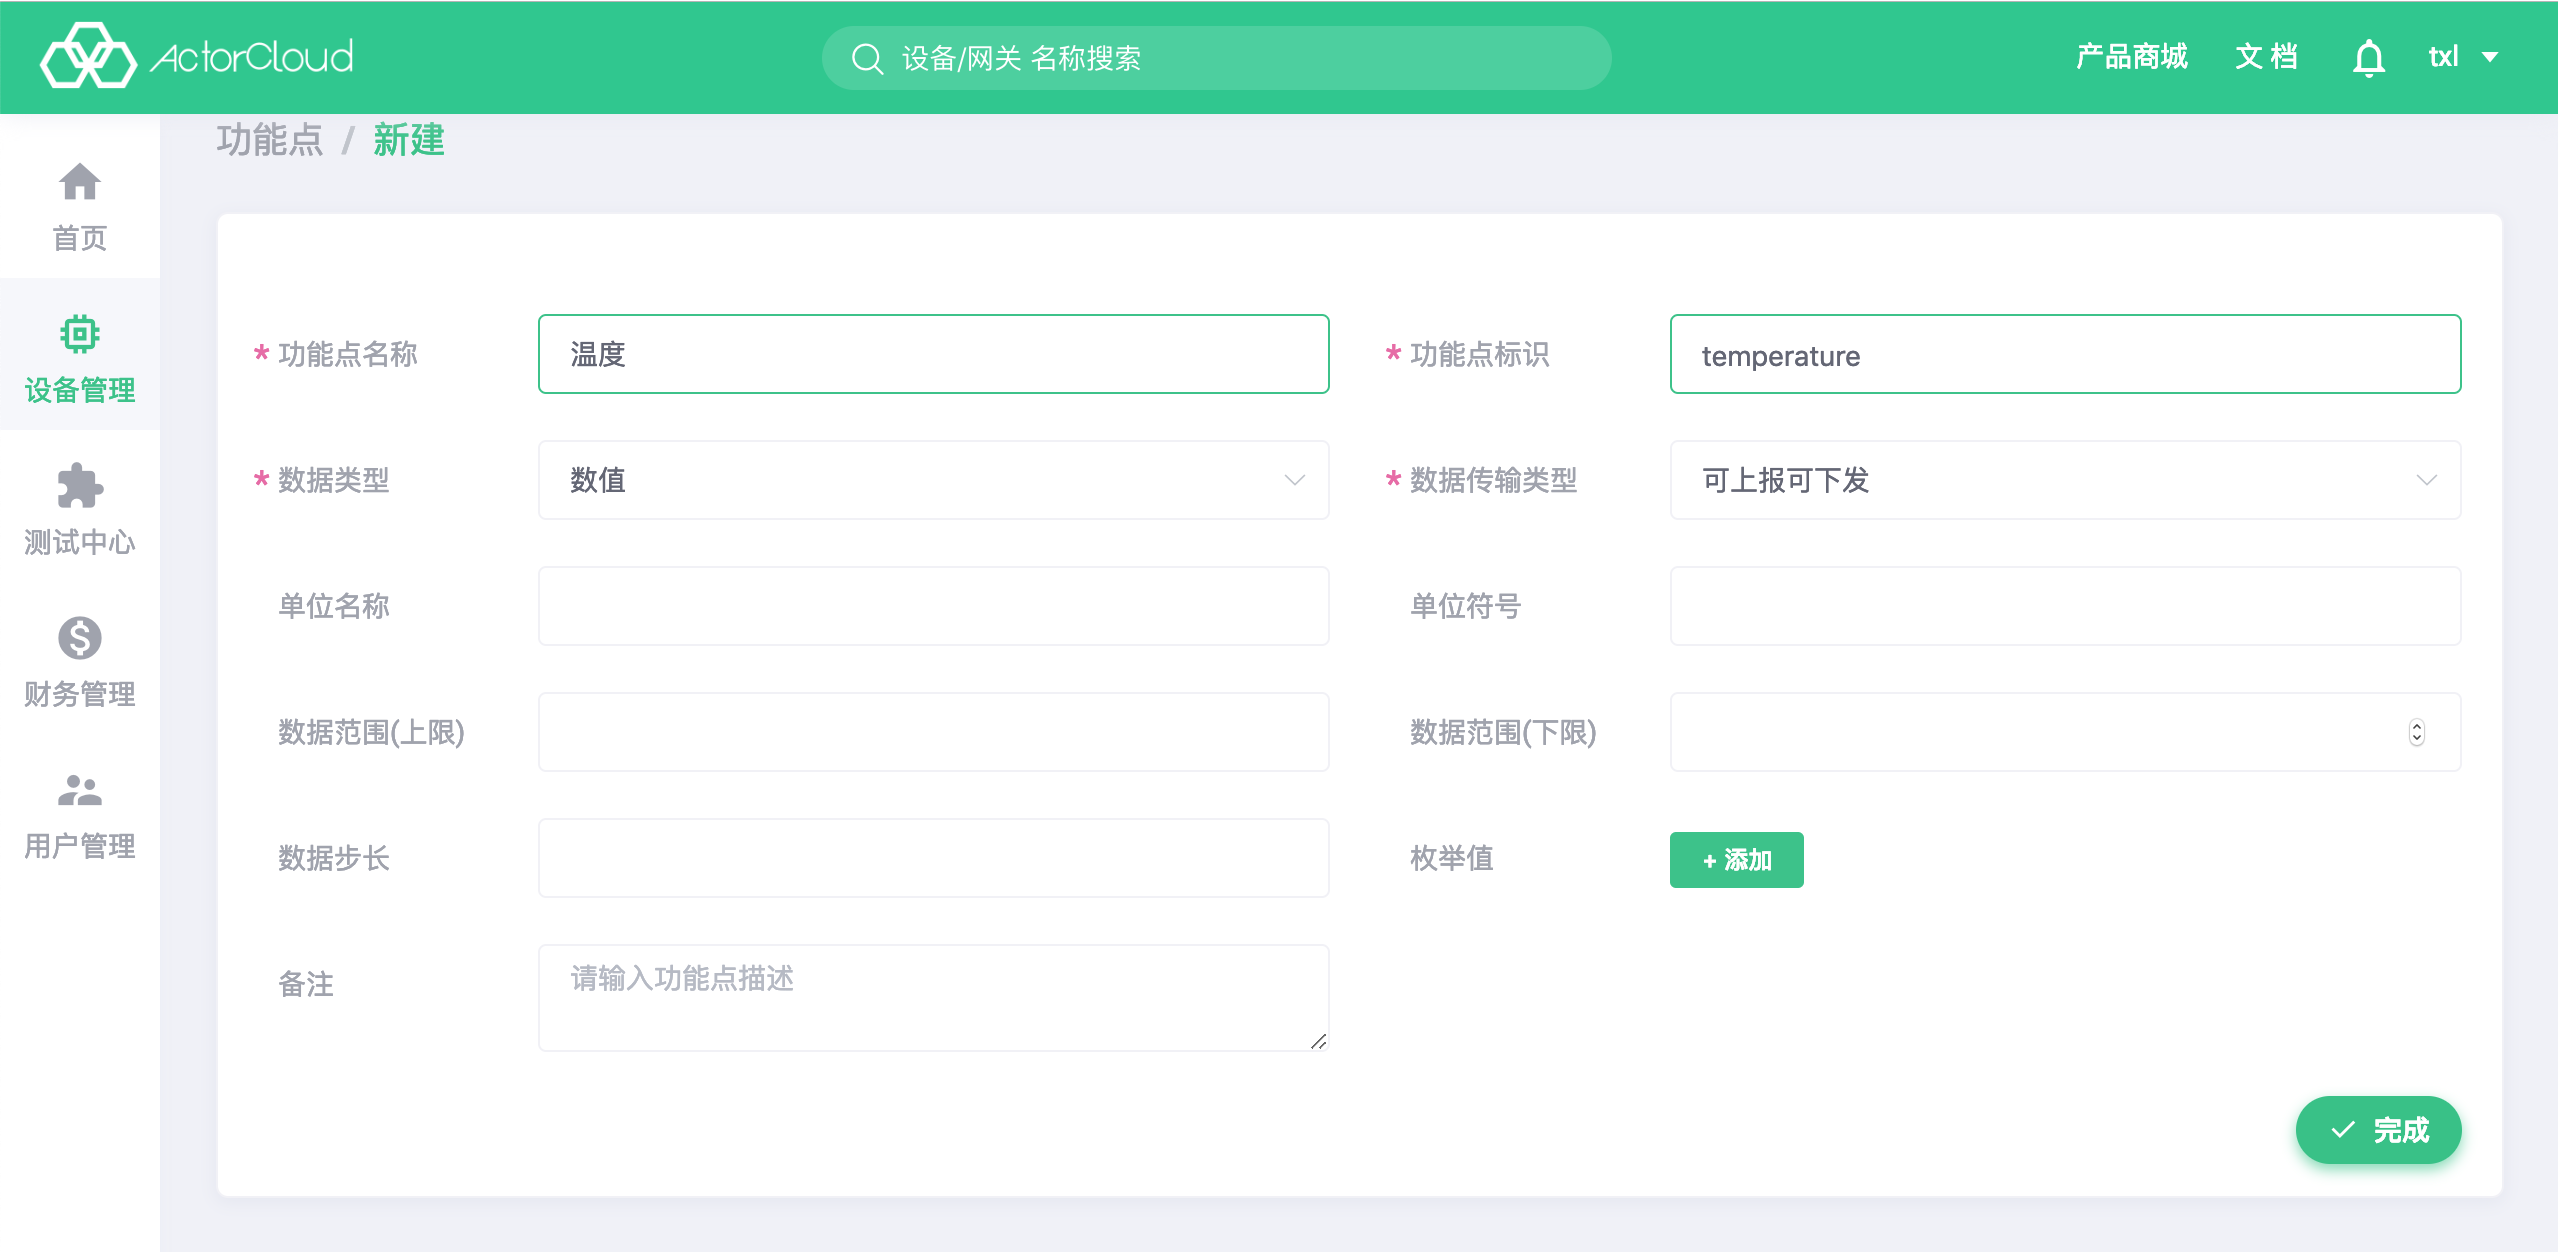 ActorCloud
设备/网关 名称搜索
产品商城
文 档
txl
功能点 / 新建
首页
设备管理
测试中心
财务管理
用户管理
* 功能点名称
温度
* 功能点标识
temperature
* 数据类型
数值
* 数据传输类型
可上报可下发
单位名称
单位符号
数据范围(上限)
数据范围(下限)
数据步长
枚举值
+ 添加
备注
请输入功能点描述
完成